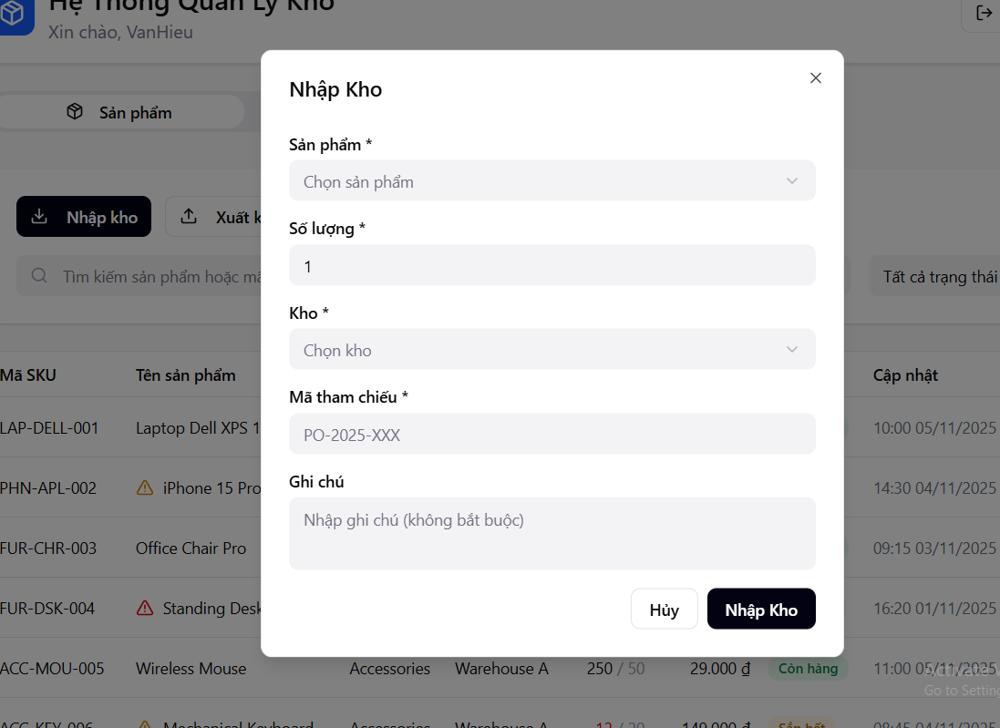 Hệ Thống Quản Lý Kho
Xin chào, VanHieu
Nhập Kho
Sản phẩm
Sản phẩm *
Chọn sản phẩm
Nhập kho
Xuất k
Số lượng *
1
Tìm kiếm sản phẩm hoặc mã
Tất cả trạng thái
Kho *
Chọn kho
Mã SKU
Tên sản phẩm
Cập nhật
Mã tham chiếu *
PO-2025-XXX
LAP-DELL-001
Laptop Dell XPS 1
10:00 05/11/2025
Ghi chú
Nhập ghi chú (không bắt buộc)
PHN-APL-002
iPhone 15 Pro
14:30 04/11/2025
FUR-CHR-003
Office Chair Pro
09:15 03/11/2025
FUR-DSK-004
Standing Desk
16:20 01/11/2025
Hủy
Nhập Kho
ACC-MOU-005
Wireless Mouse
Accessories
Warehouse A
250 / 50
29.000 ₫
Còn hàng
11:00 05/11/2025
Go to Setting
ACC-KEY-006
Mechanical Keyboard
Accessories
Warehouse A
12 / 20
149.000 ₫
Sắp hết
08:45 04/11/2025